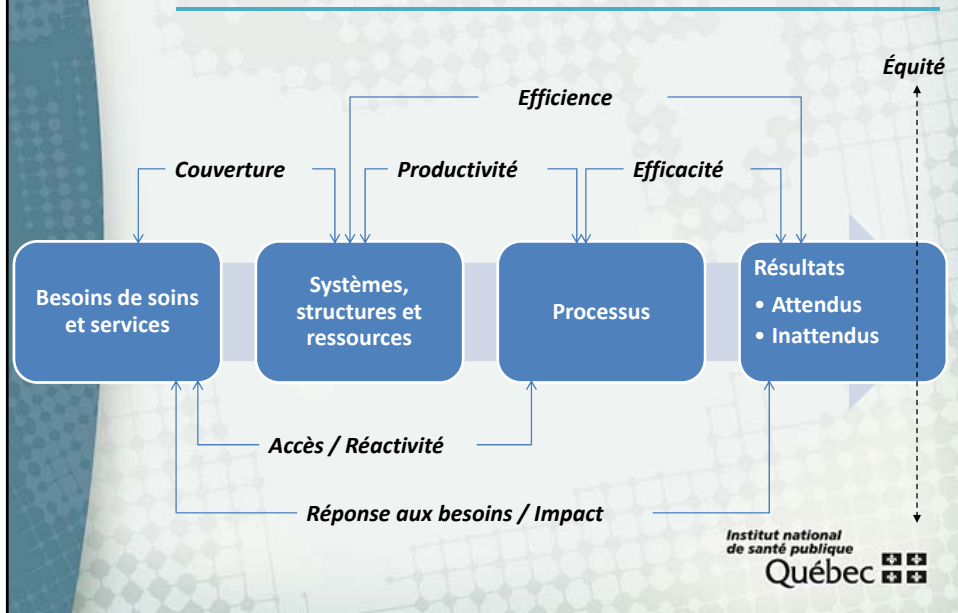 Équité
Efficience
Couverture
Productivité
Efficacité
Besoins de soins
et services
Systèmes,
structures et
ressources
Processus
Résultats
• Attendus
• Inattendus
Accès / Réactivité
Réponse aux besoins / Impact
Institut national
de santé publique
Québec